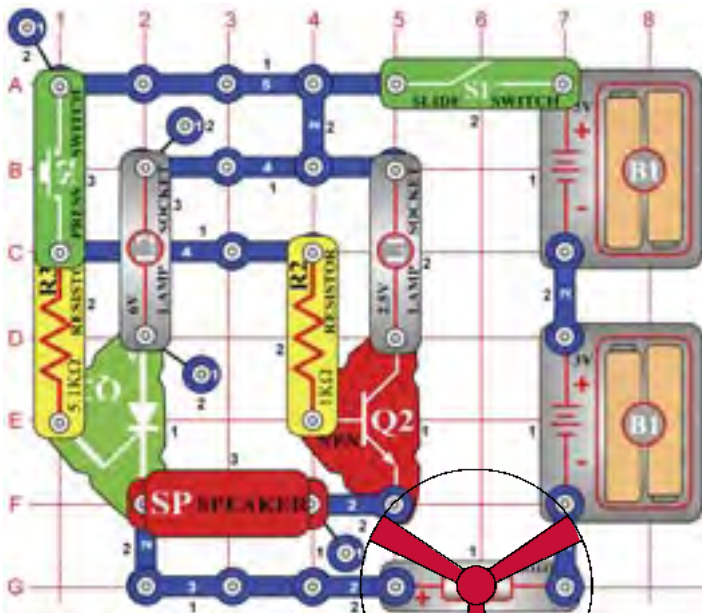 1 2 3 4 5 6 7 8
A
B
C
D
E
F
G
S1
SLIDE SWITCH
S2
PRESS SWITCH
3V
B1
LAMP SOCKET
6V
LAMP SOCKET
2.5V
R3
RESISTOR
5.1KΩ
R2
RESISTOR
1KΩ
Q2
NPN
3V
B1
SP SPEAKER